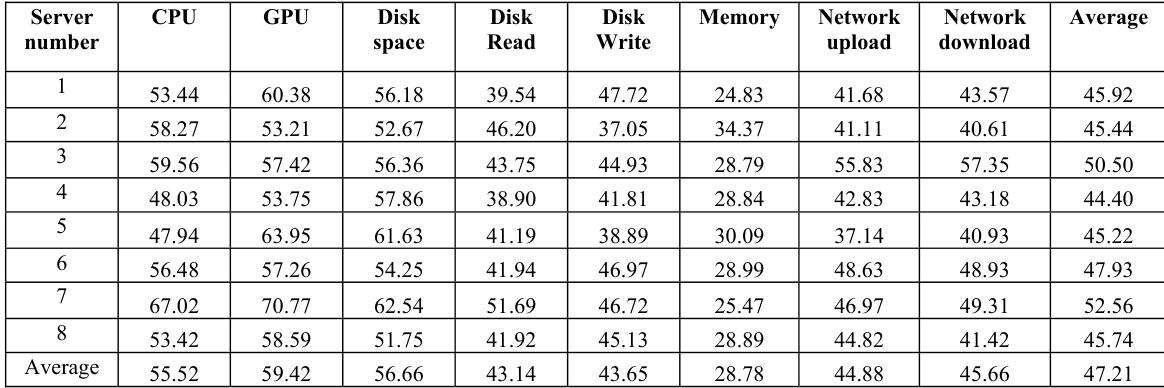 Server number CPU GPU Disk space Disk Read Disk Write Memory Network upload Network download Average
1 53.44 60.38 56.18 39.54 47.72 24.83 41.68 43.57 45.92
2 58.27 53.21 52.67 46.20 37.05 34.37 41.11 40.61 45.44
3 59.56 57.42 56.36 43.75 44.93 28.79 55.83 57.35 50.50
4 48.03 53.75 57.86 38.90 41.81 28.84 42.83 43.18 44.40
5 47.94 63.95 61.63 41.19 38.89 30.09 37.14 40.93 45.22
6 56.48 57.26 54.25 41.94 46.97 28.99 48.63 48.93 47.93
7 67.02 70.77 62.54 51.69 46.72 25.47 46.97 49.31 52.56
8 53.42 58.59 51.75 41.92 45.13 28.89 44.82 41.42 45.74
Average 55.52 59.42 56.66 43.14 43.65 28.78 44.88 45.66 47.21